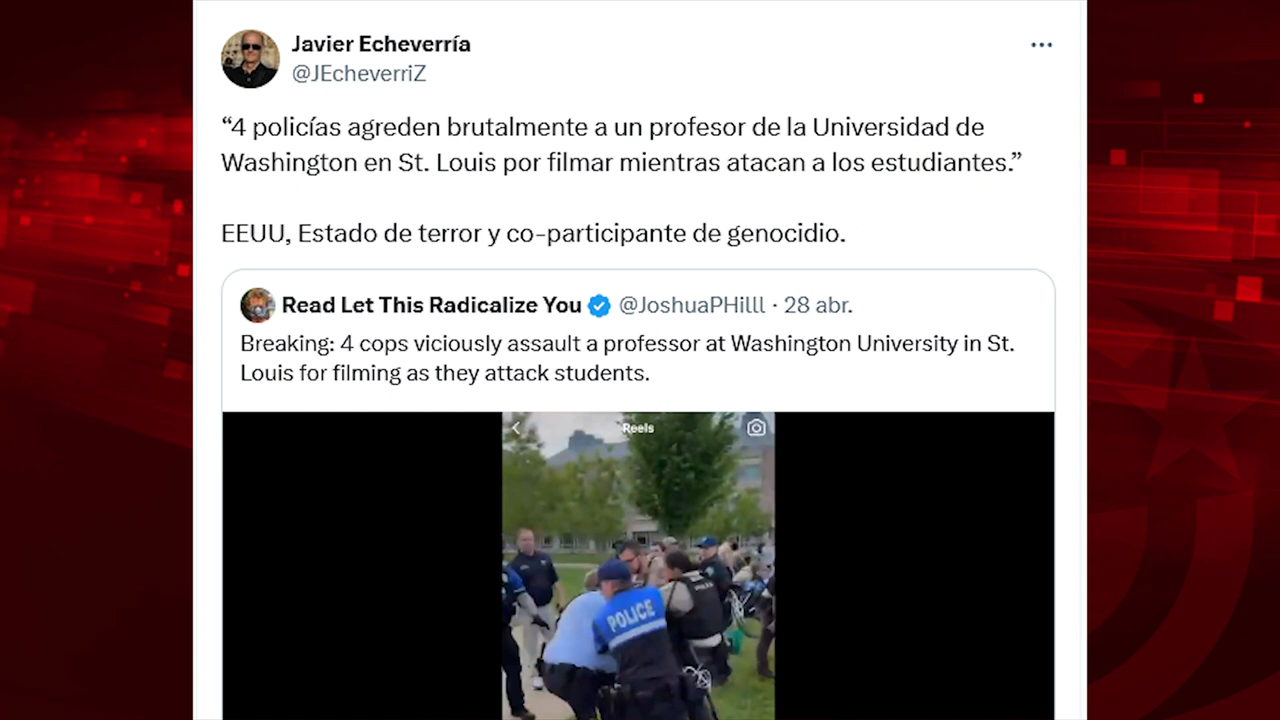 Javier Echeverría
@JEcheverriZ
“4 policías agreden brutalmente a un profesor de la Universidad de
Washington en St. Louis por filmar mientras atacan a los estudiantes.”
EEUU, Estado de terror y co-participante de genocidio.
Read Let This Radicalize You @JoshuaPHilll · 28 abr.
Breaking: 4 cops viciously assault a professor at Washington University in St.
Louis for filming as they attack students.
Reels
POLICE